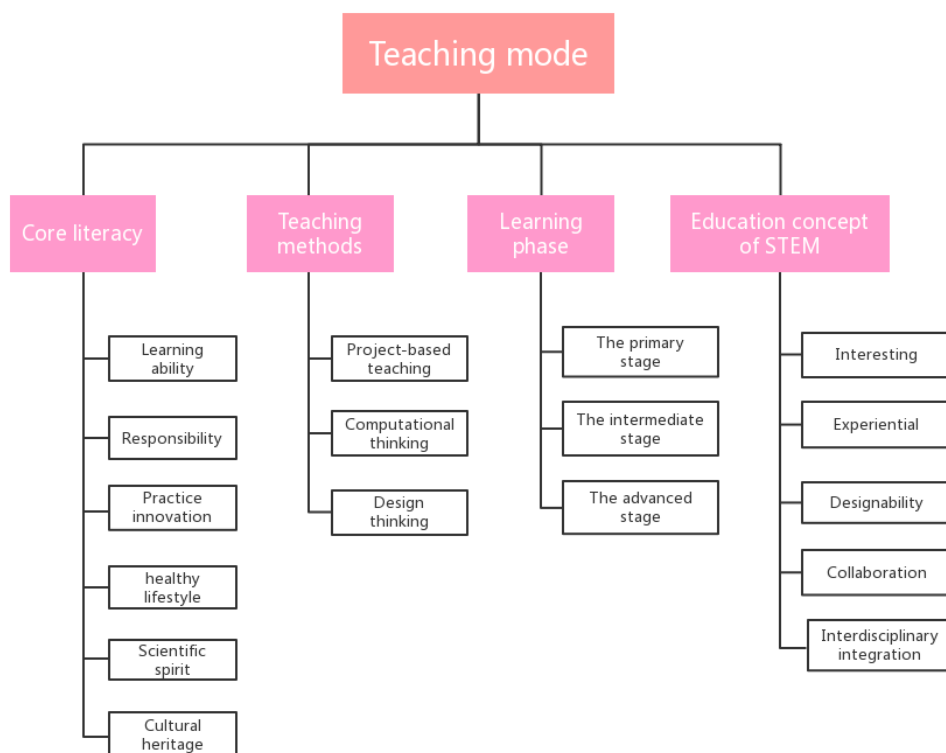 Teaching mode
Core literacy
Learning
ability
Responsibility
Practice
innovation
healthy
lifestyle
Scientific
spirit
Cultural
heritage
Teaching
methods
Project-based
teaching
Computational
thinking
Design
thinking
Learning
phase
The primary
stage
The intermediate
stage
The advanced
stage
Education concept
of STEM
Interesting
Experiential
Designability
Collaboration
Interdisciplinary
integration